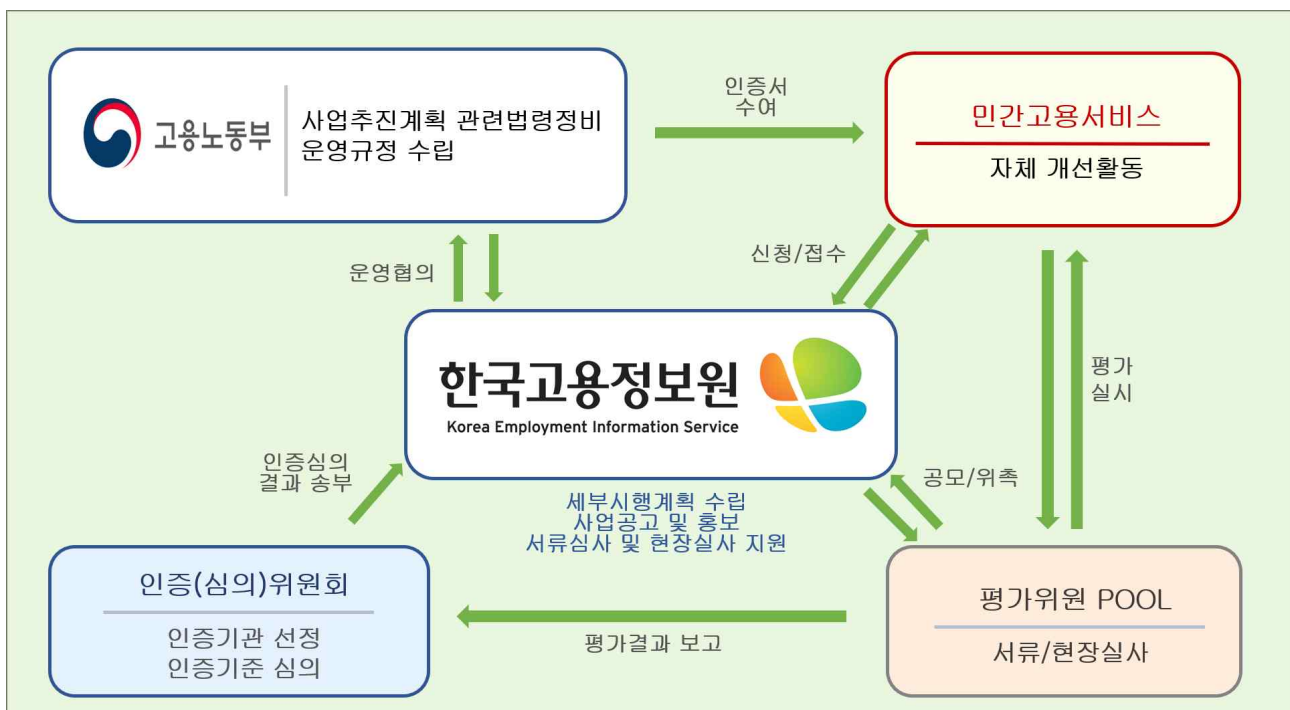 고용노동부
사업추진계획 관련법령정비
운영규정 수립
인증서
수여
민간고용서비스
자체 개선활동
운영협의
신청/접수
한국고용정보원
Korea Employment Information Service
평가
실시
인증심의
결과 송부
공모/위촉
세부시행계획 수립
사업공고 및 홍보
서류심사 및 현장실사 지원
인증(심의)위원회
인증기관 선정
인증기준 심의
평가결과 보고
평가위원 POOL
서류/현장실사